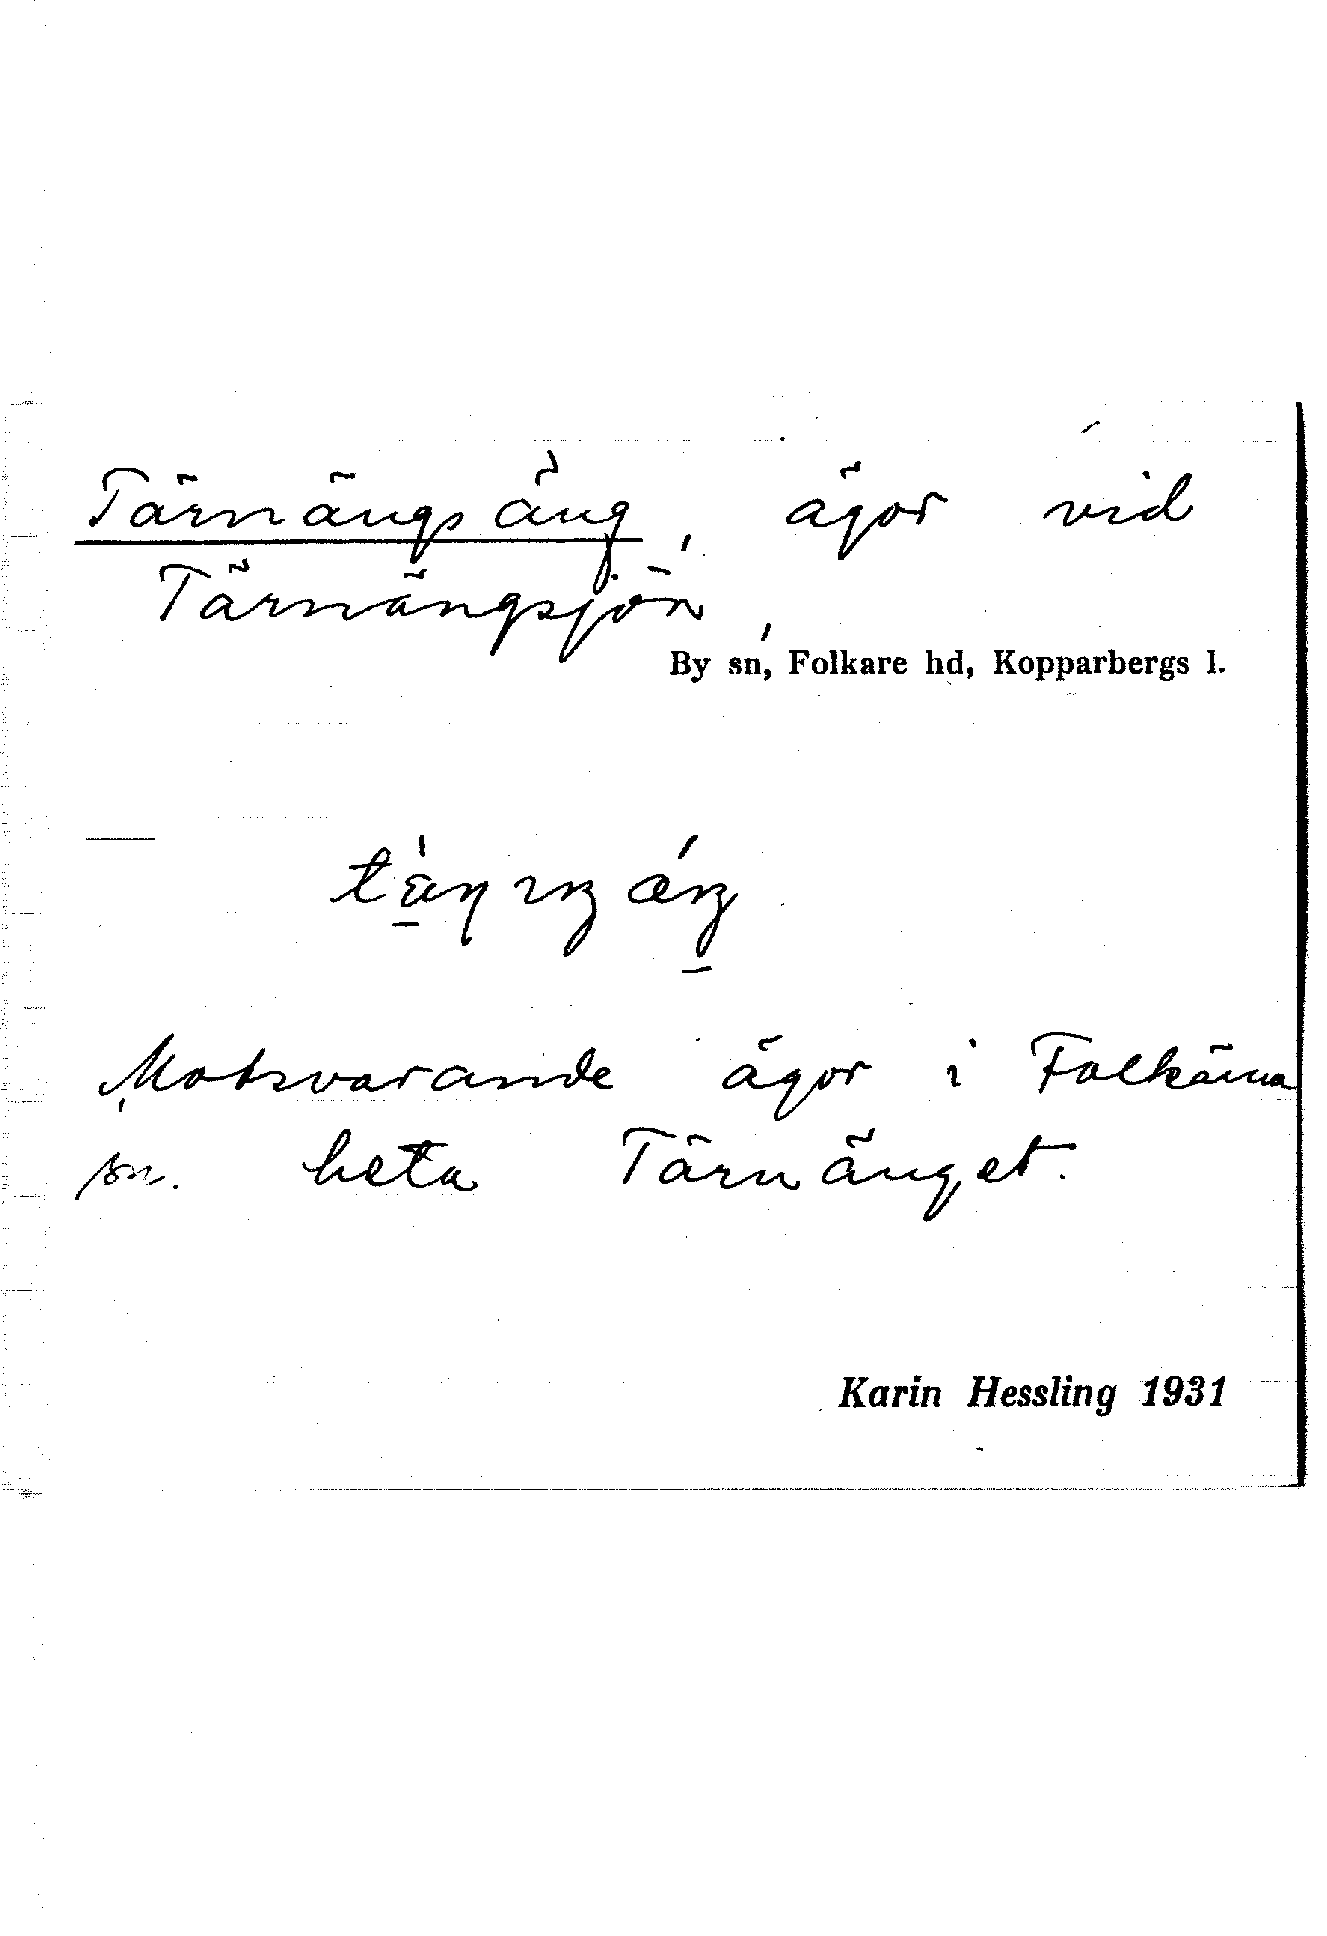 Tärnängsäng, ägor vid
Tärnängsjön,
By sn, Folkare hd, Kopparbergs l.
Motsvarande ägor i Folkärna
sn. heta Tärnänget.
Karin Hessling 1931